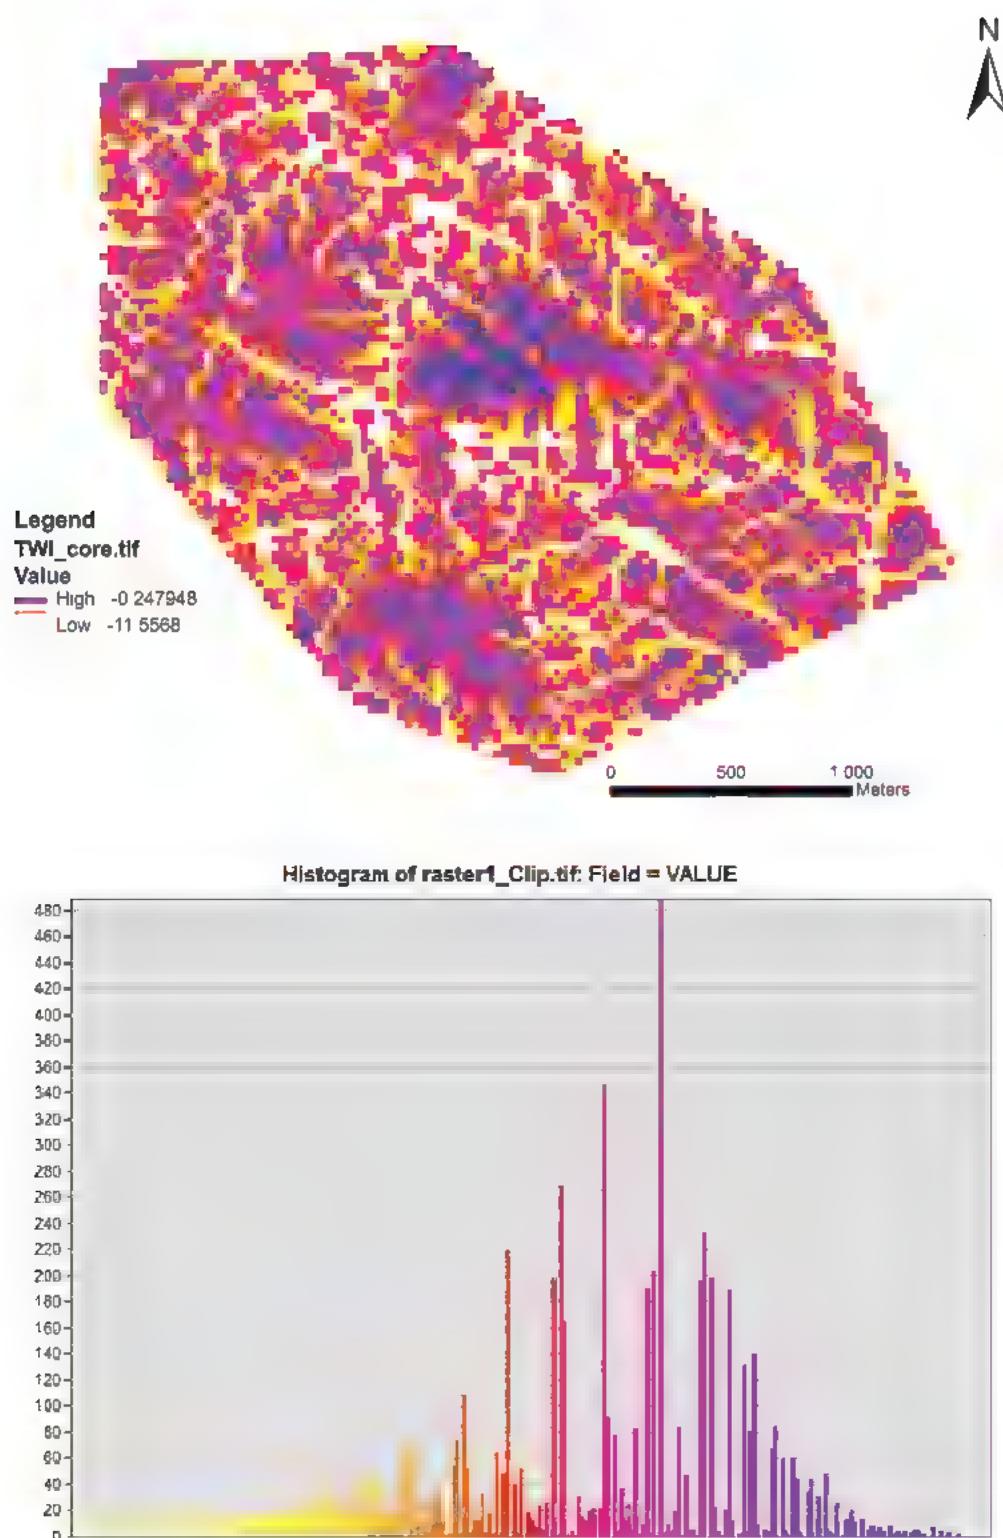 N
Legend
TWI_core.tif
Value
High -0 247948
Low -11 5568
0 500 1 000
Meters
Histogram of raster1_Clip.tif: Field = VALUE
480
460
440
420
400
380
360
340
320
300
280
260
240
220
200
180
160
140
120
100
80
60
40
20
0